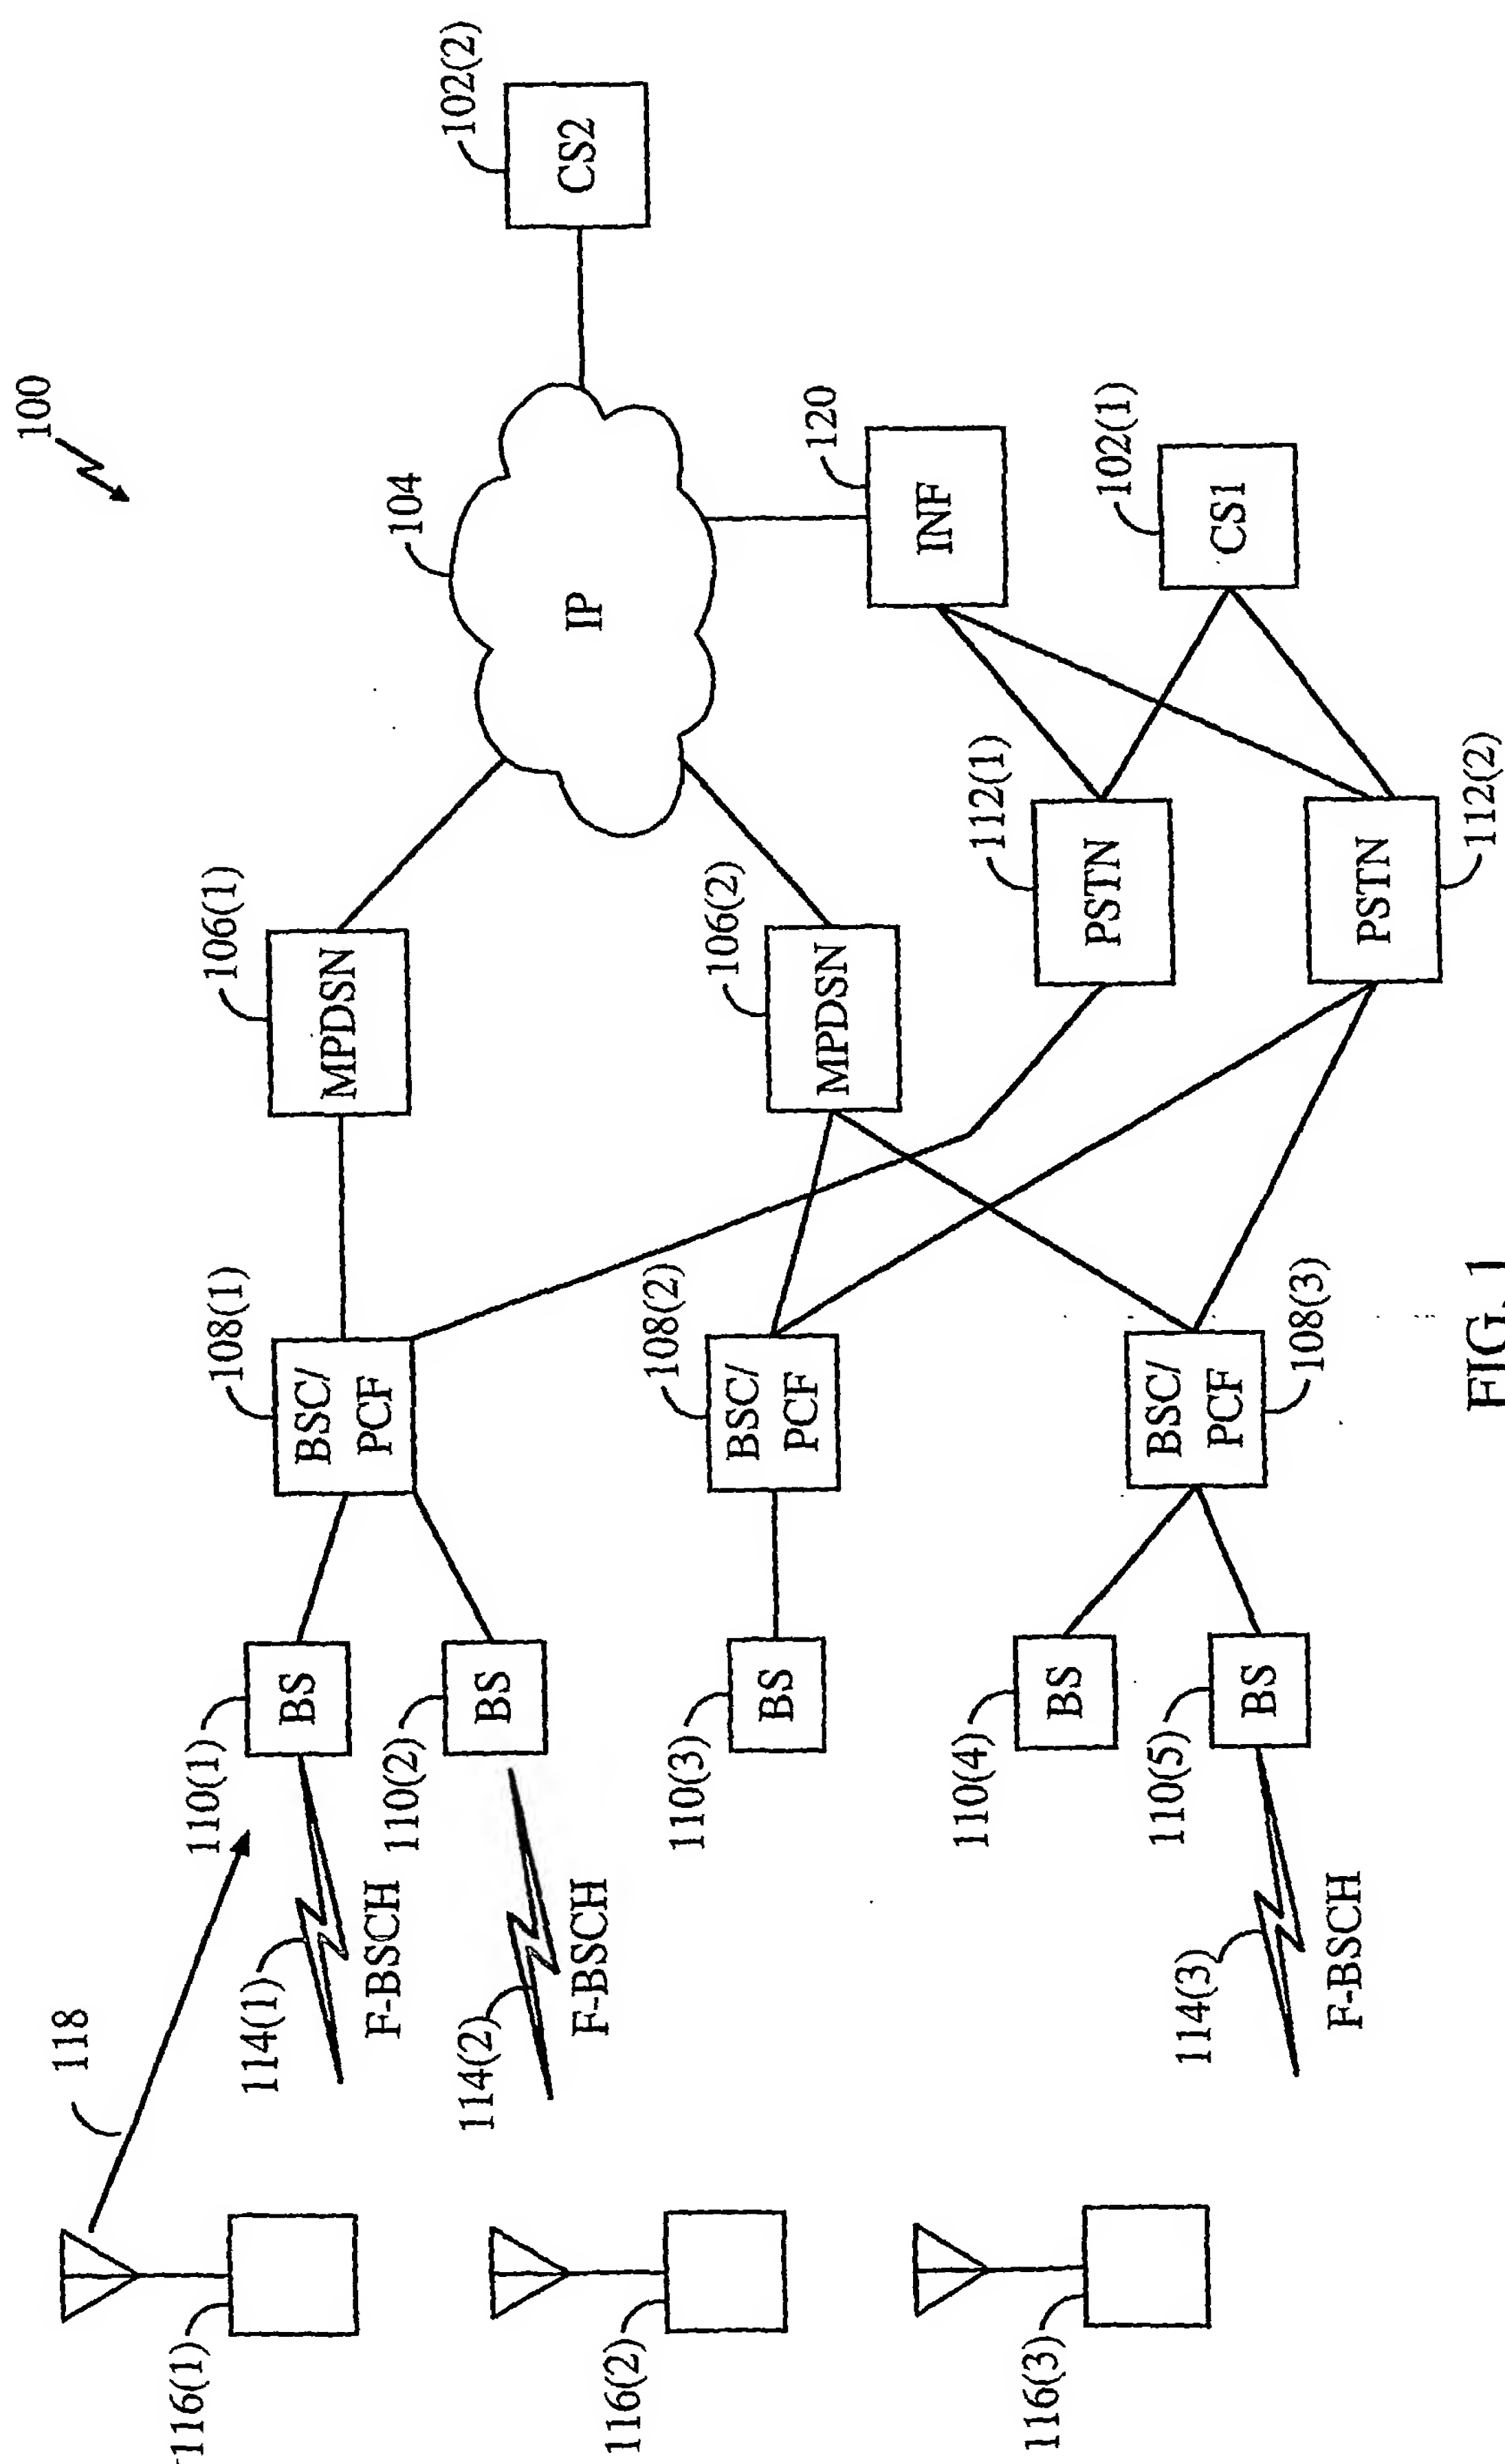 100
102(2)
CS2
104
IP
120
INF
102(1)
CS1
106(1)
MPDSN
106(2)
MPDSN
112(1)
PSTN
112(2)
PSTN
108(1)
BSC/
PCF
108(2)
BSC/
PCF
108(3)
BSC/
PCF
110(1)
BS
110(2)
BS
110(3)
BS
110(4)
BS
110(5)
BS
118
114(1)
F-BSCH
114(2)
F-BSCH
114(3)
F-BSCH
116(1)
116(2)
116(3)
FIG. 1